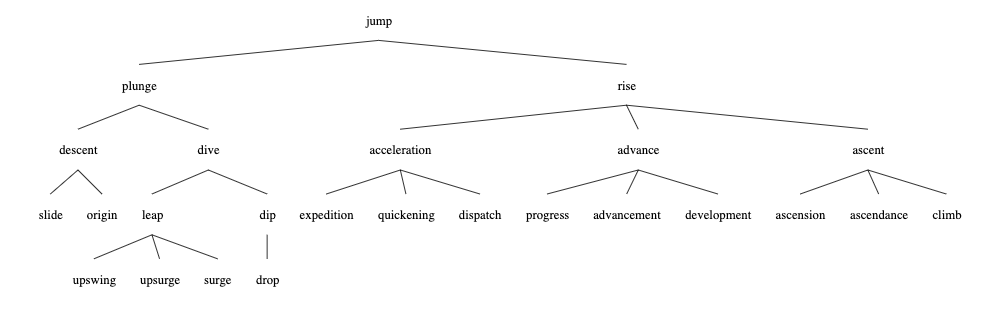 jump
plunge rise
descent dive acceleration advance ascent
slide origin leap dip expedition quickening dispatch progress advancement development ascension ascendance climb
upswing upsurge surge drop